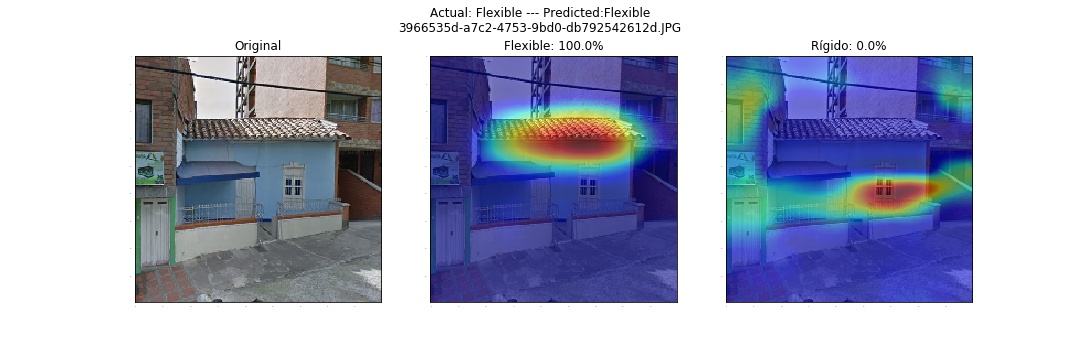 Actual: Flexible --- Predicted:Flexible
3966535d-a7c2-4753-9bd0-db792542612d.JPG
Original
Flexible: 100.0%
Rígido: 0.0%